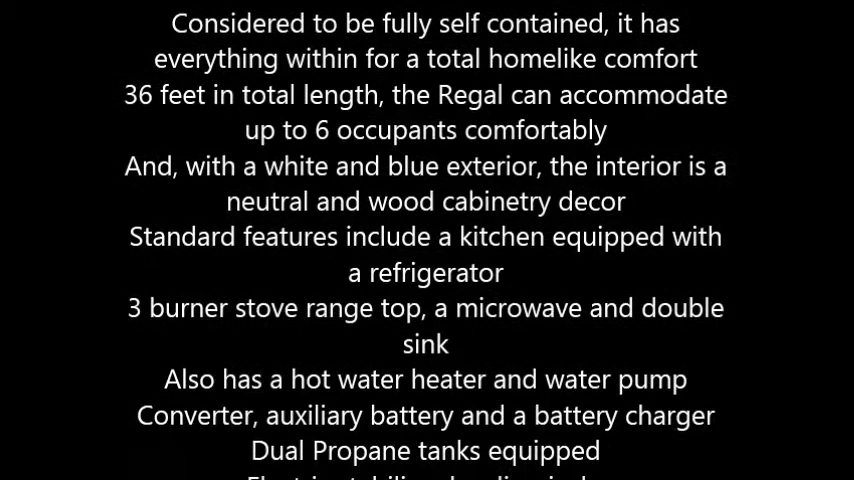 Considered to be fully self contained, it has
everything within for a total homelike comfort
36 feet in total length, the Regal can accommodate
up to 6 occupants comfortably
And, with a white and blue exterior, the interior is a
neutral and wood cabinetry decor
Standard features include a kitchen equipped with
a refrigerator
3 burner stove range top, a microwave and double
sink
Also has a hot water heater and water pump
Converter, auxiliary battery and a battery charger
Dual Propane tanks equipped